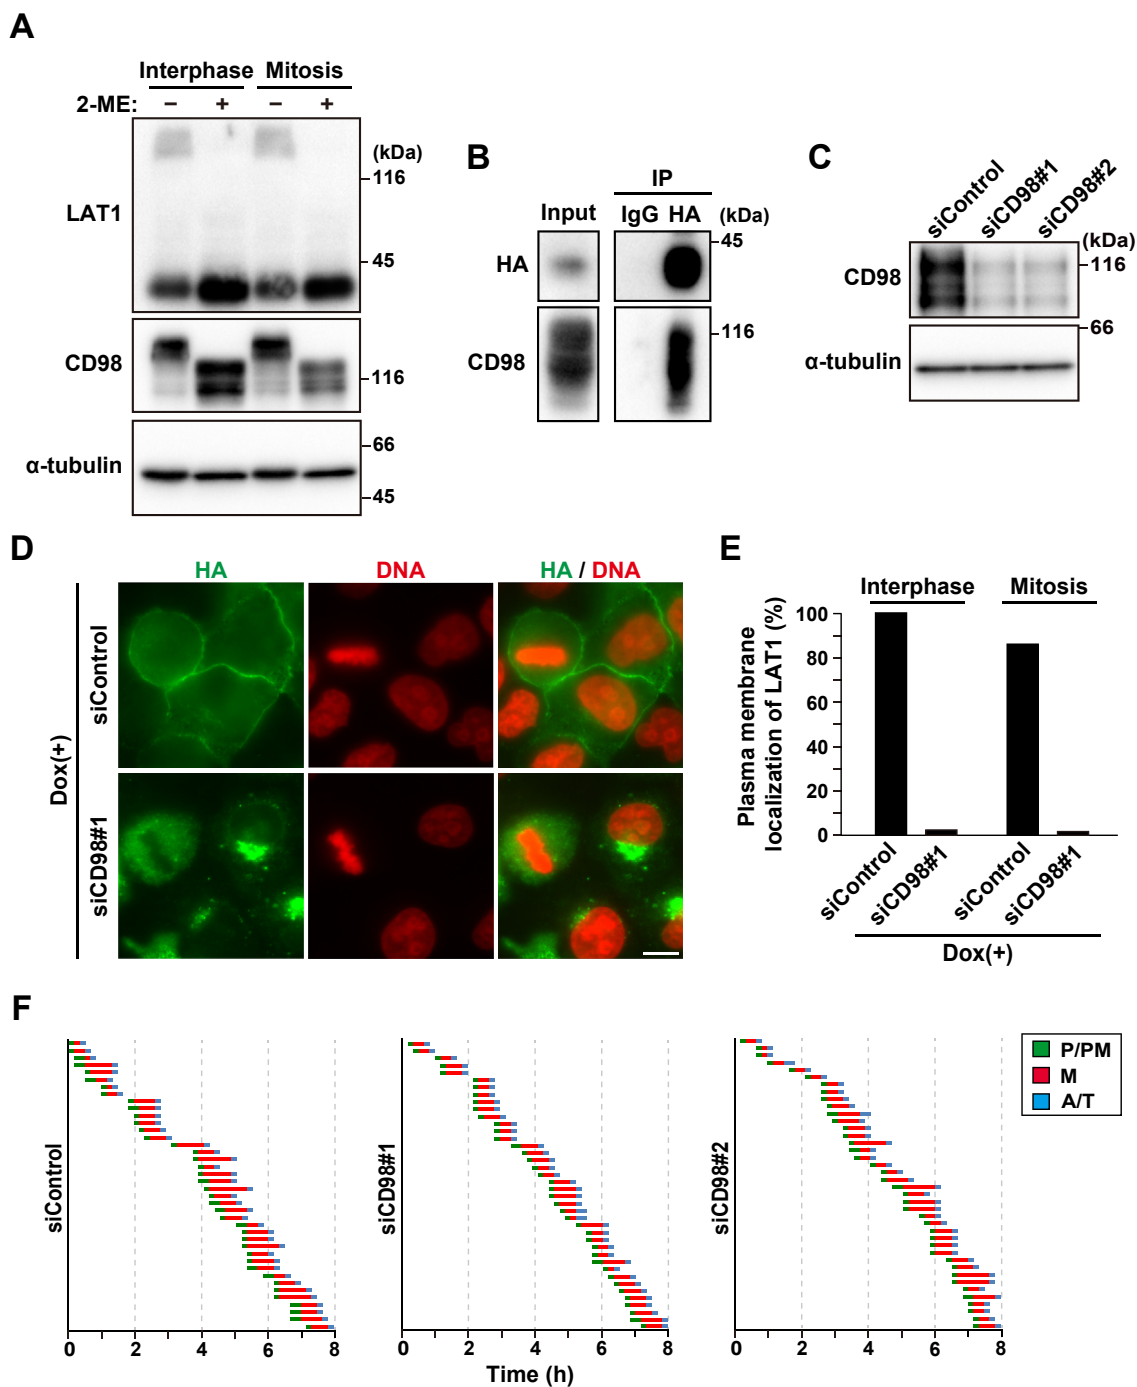 A
Interphase Mitosis
2-ME: − + − +
(kDa)
116
LAT1
45
CD98
116
66
α-tubulin
45
B
IP
Input IgG HA (kDa)
45
HA
116
CD98
C
siControl siCD98#1 siCD98#2
(kDa)
CD98 116
66
α-tubulin
D
HA DNA HA / DNA
siControl
siCD98#1
Dox(+)
E
Interphase Mitosis
Plasma membrane
localization of LAT1 (%)
100
80
60
40
20
0
siControl siCD98#1 siControl siCD98#1
Dox(+)
F
siControl
siCD98#1
siCD98#2
P/PM
M
A/T
0 2 4 6 8 0 2 4 6 8 0 2 4 6 8
Time (h)